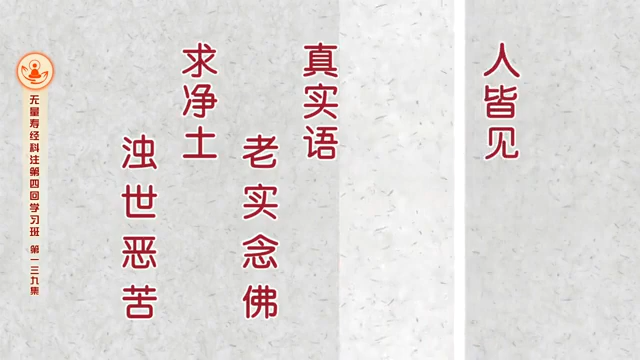 人皆见
真实语
老实念佛
求净土
浊世恶苦
无量寿经科注第四回学习班 第一三九集